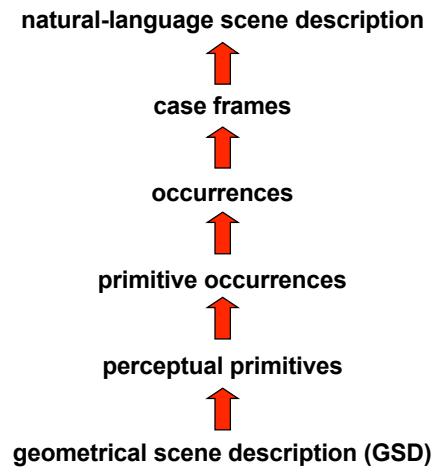 natural-language scene description
case frames
occurrences
primitive occurrences
perceptual primitives
geometrical scene description (GSD)